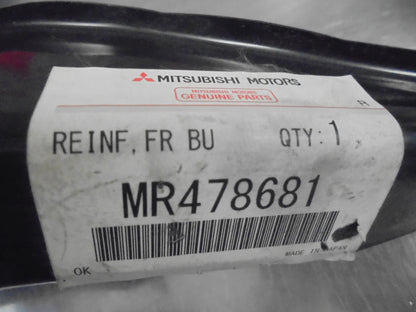 MITSUBISHI MOTORS
MITSUBISHI MOTORS
GENUINE PARTS
REINF, FR BU QTY: 1
MR478681
MADE IN JAPAN
OK